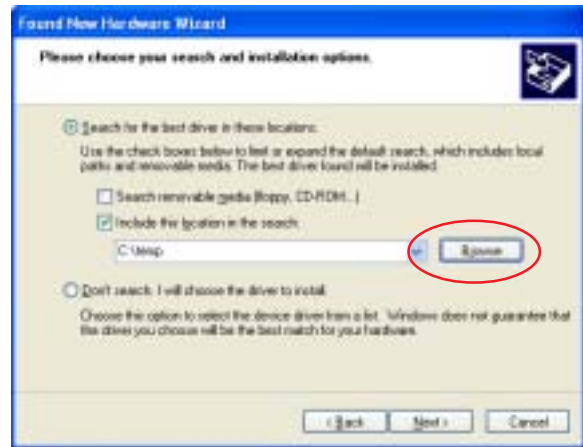 Found New Hardware Wizard
Please choose your search and installation options.
Search for the best driver in these locations.
Use the check boxes below to limit or expand the default search, which includes local
paths and removable media. The best driver found will be installed.
Search removable media (floppy, CD-ROM...)
Include this location in the search:
C:\temp
Browse
Don't search. I will choose the driver to install.
Choose this option to select the device driver from a list. Windows does not guarantee that
the driver you choose will be the best match for your hardware.
< Back
Next >
Cancel